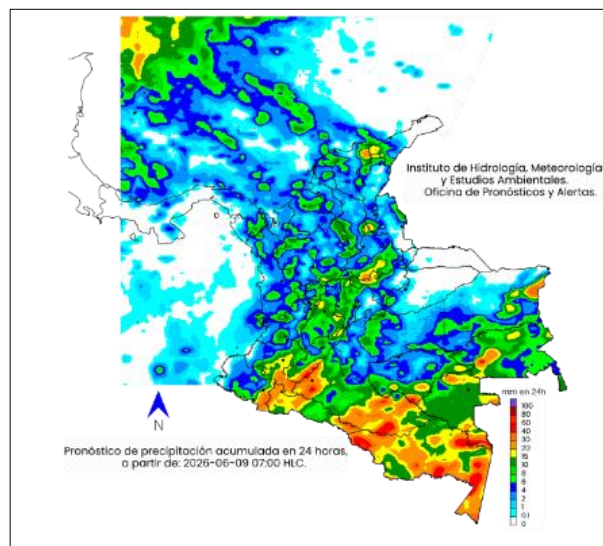 Instituto de Hidrología, Meteorología
y Estudios Ambientales.
Oficina de Pronósticos y Alertas.
mm en 24h
100
80
60
40
30
20
15
10
8
6
4
2
1
0.1
0
N
Pronóstico de precipitación acumulada en 24 horas,
a partir de: 2026-06-09 07:00 HLC.